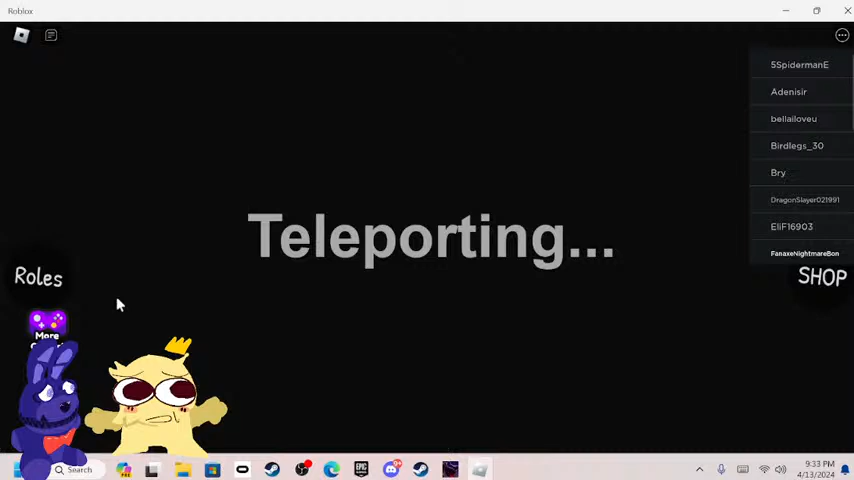 Roblox
5SpidermanE
Adenisir
bellailoveu
Birdlegs_30
Bry
DragonSlayer021991
EliF16903
FanaxeNightmareBon
Teleporting...
Roles
SHOP
More
Search
EPIC
9:33 PM
4/13/2024